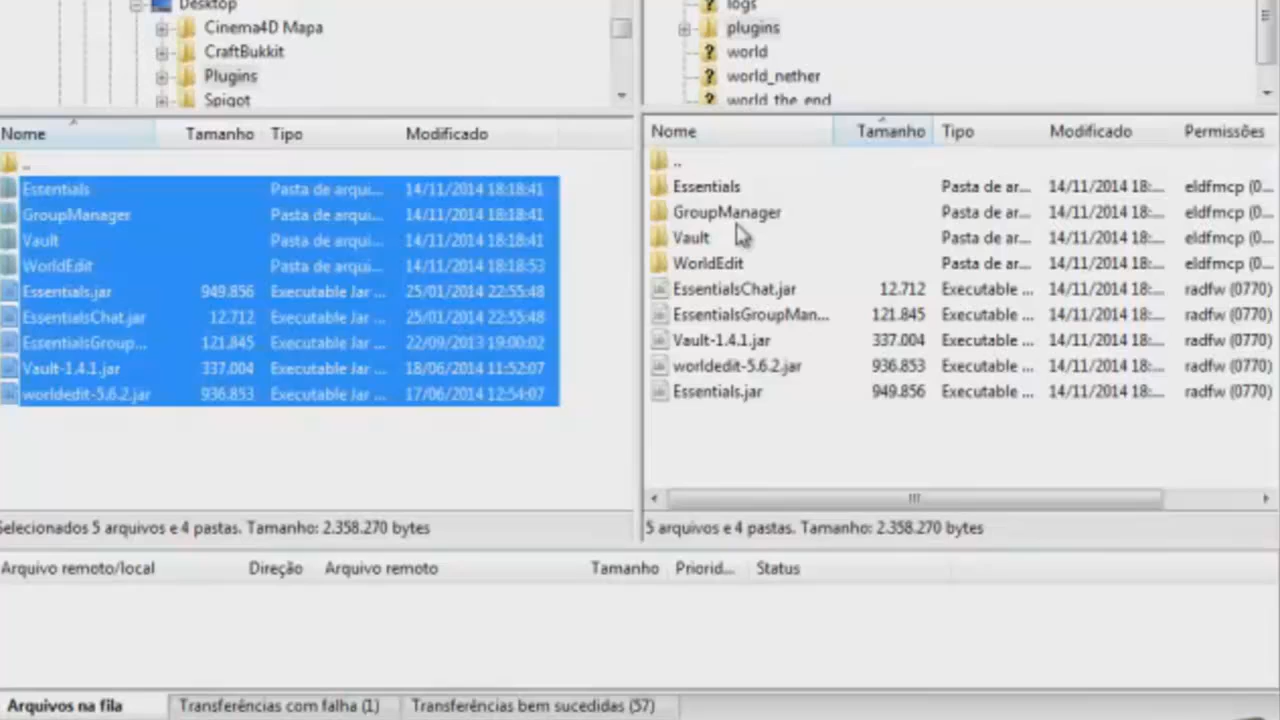 Desktop
Cinema4D Mapa
CraftBukkit
Plugins
Spigot
Nome Tamanho Tipo Modificado
..
Essentials Pasta de arqui... 14/11/2014 18:18:41
GroupManager Pasta de arqui... 14/11/2014 18:18:41
Vault Pasta de arqui... 14/11/2014 18:18:41
WorldEdit Pasta de arqui... 14/11/2014 18:18:53
Essentials.jar 949.856 Executable Jar ... 25/01/2014 22:55:48
EssentialsChat.jar 12.712 Executable Jar ... 25/01/2014 22:55:48
EssentialsGroup... 121.845 Executable Jar ... 22/09/2013 19:00:02
Vault-1.4.1.jar 337.004 Executable Jar ... 18/06/2014 11:52:07
worldedit-5.6.2.jar 936.853 Executable Jar ... 17/06/2014 12:54:07
Selecionados 5 arquivos e 4 pastas. Tamanho: 2.358.270 bytes
logs
plugins
world
world_nether
world_the_end
Nome Tamanho Tipo Modificado Permissões
..
Essentials Pasta de ar... 14/11/2014 18:... eldfmcp (0...
GroupManager Pasta de ar... 14/11/2014 18:... eldfmcp (0...
Vault Pasta de ar... 14/11/2014 18:... eldfmcp (0...
WorldEdit Pasta de ar... 14/11/2014 18:... eldfmcp (0...
EssentialsChat.jar 12.712 Executable ... 14/11/2014 18:... radfw (0770)
EssentialsGroupMan... 121.845 Executable ... 14/11/2014 18:... radfw (0770)
Vault-1.4.1.jar 337.004 Executable ... 14/11/2014 18:... radfw (0770)
worldedit-5.6.2.jar 936.853 Executable ... 14/11/2014 18:... radfw (0770)
Essentials.jar 949.856 Executable ... 14/11/2014 18:... radfw (0770)
5 arquivos e 4 pastas. Tamanho: 2.358.270 bytes
Arquivo remoto/local Direção Arquivo remoto Tamanho Priorid... Status
Arquivos na fila Transferências com falha (1) Transferências bem sucedidas (57)